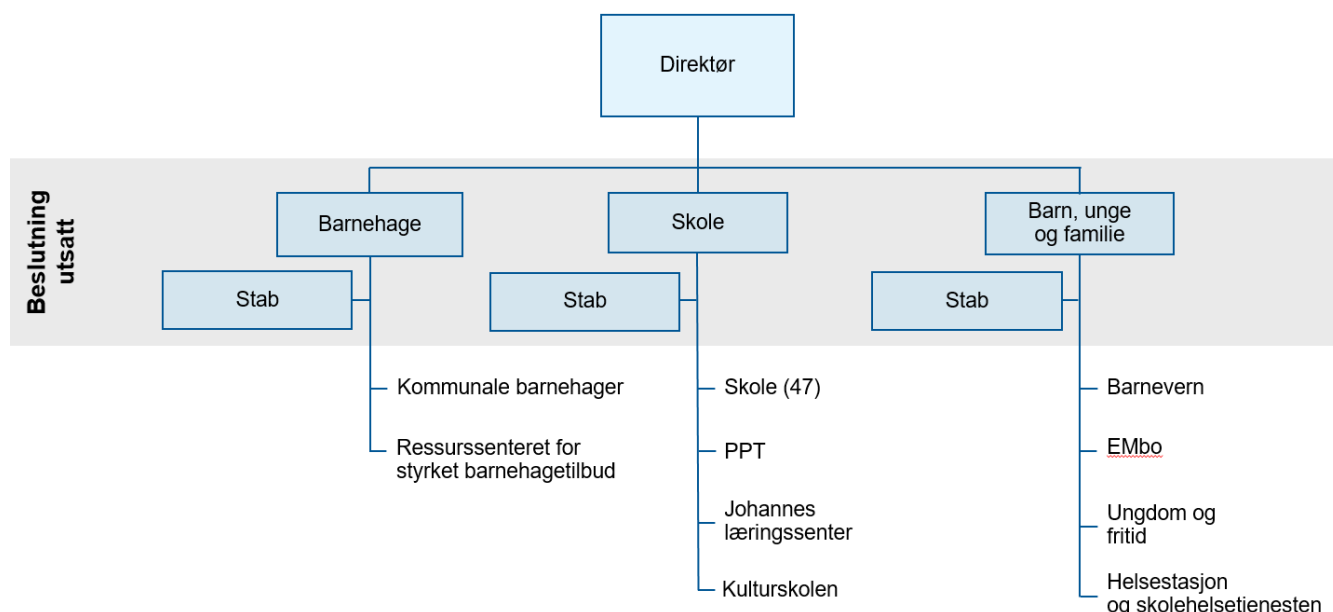 Direktør
Beslutning
utsatt
Barnehage
Skole
Barn, unge
og familie
Stab
Stab
Stab
Kommunale barnehager
Ressurssenteret for
styrket barnehagetilbud
Skole (47)
PPT
Johannes
læringssenter
Kulturskolen
Barnevern
EMbo
Ungdom og
fritid
Helsestasjon
og skolehelsetjenesten